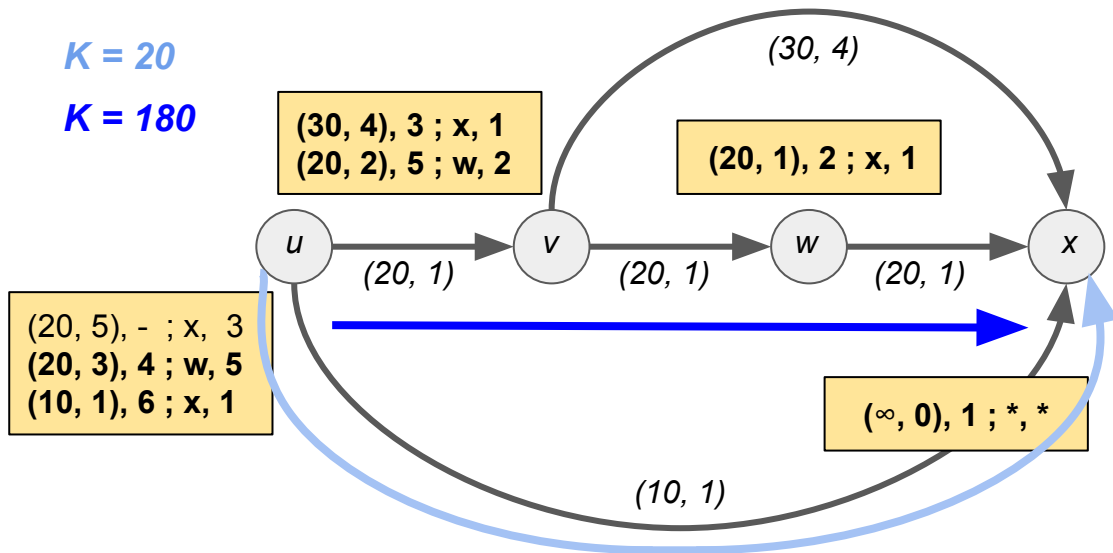 K = 20
K = 180
(30, 4)
(30, 4), 3 ; x, 1
(20, 2), 5 ; w, 2
(20, 1), 2 ; x, 1
u
v
w
x
(20, 1)
(20, 1)
(20, 1)
(20, 5), - ; x, 3
(20, 3), 4 ; w, 5
(10, 1), 6 ; x, 1
(∞, 0), 1 ; *, *
(10, 1)